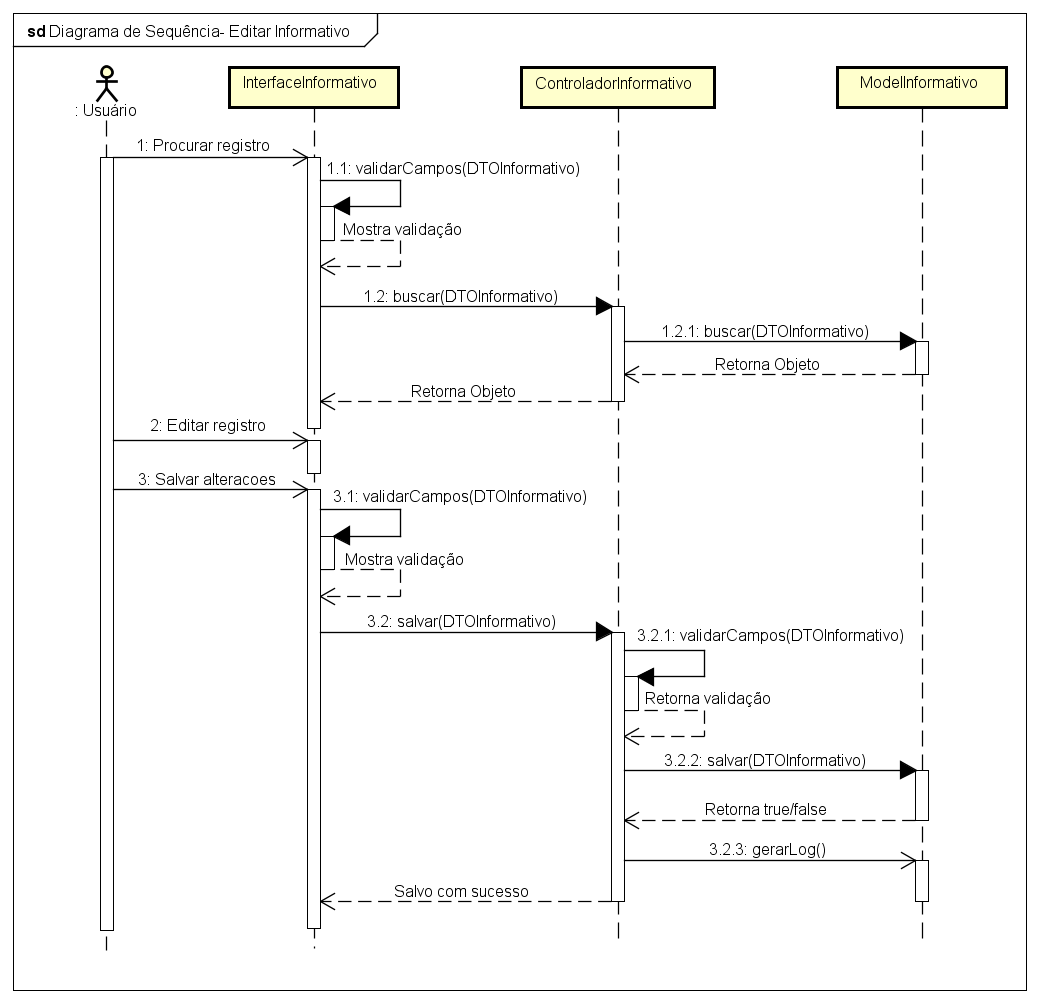 sd Diagrama de Sequência- Editar Informativo
: Usuário
InterfaceInformativo
ControladorInformativo
ModelInformativo
1: Procurar registro
1.1: validarCampos(DTOInformativo)
Mostra validação
1.2: buscar(DTOInformativo)
1.2.1: buscar(DTOInformativo)
Retorna Objeto
Retorna Objeto
2: Editar registro
3: Salvar alteracoes
3.1: validarCampos(DTOInformativo)
Mostra validação
3.2: salvar(DTOInformativo)
3.2.1: validarCampos(DTOInformativo)
Retorna validação
3.2.2: salvar(DTOInformativo)
Retorna true/false
3.2.3: gerarLog()
Salvo com sucesso